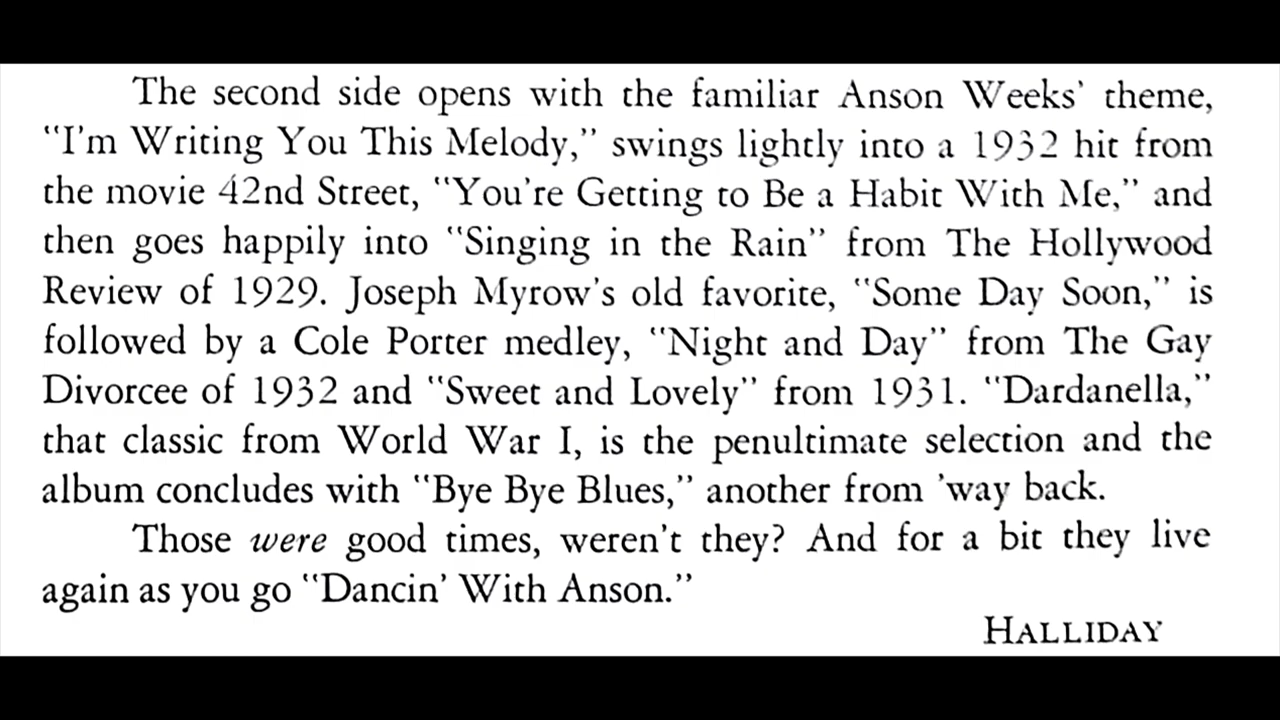 The second side opens with the familiar Anson Weeks' theme,
"I'm Writing You This Melody," swings lightly into a 1932 hit from
the movie 42nd Street, "You're Getting to Be a Habit With Me," and
then goes happily into "Singing in the Rain" from The Hollywood
Review of 1929. Joseph Myrow's old favorite, "Some Day Soon," is
followed by a Cole Porter medley, "Night and Day" from The Gay
Divorcee of 1932 and "Sweet and Lovely" from 1931. "Dardanella,"
that classic from World War I, is the penultimate selection and the
album concludes with "Bye Bye Blues," another from 'way back.
Those were good times, weren't they? And for a bit they live
again as you go "Dancin' With Anson."
HALLIDAY